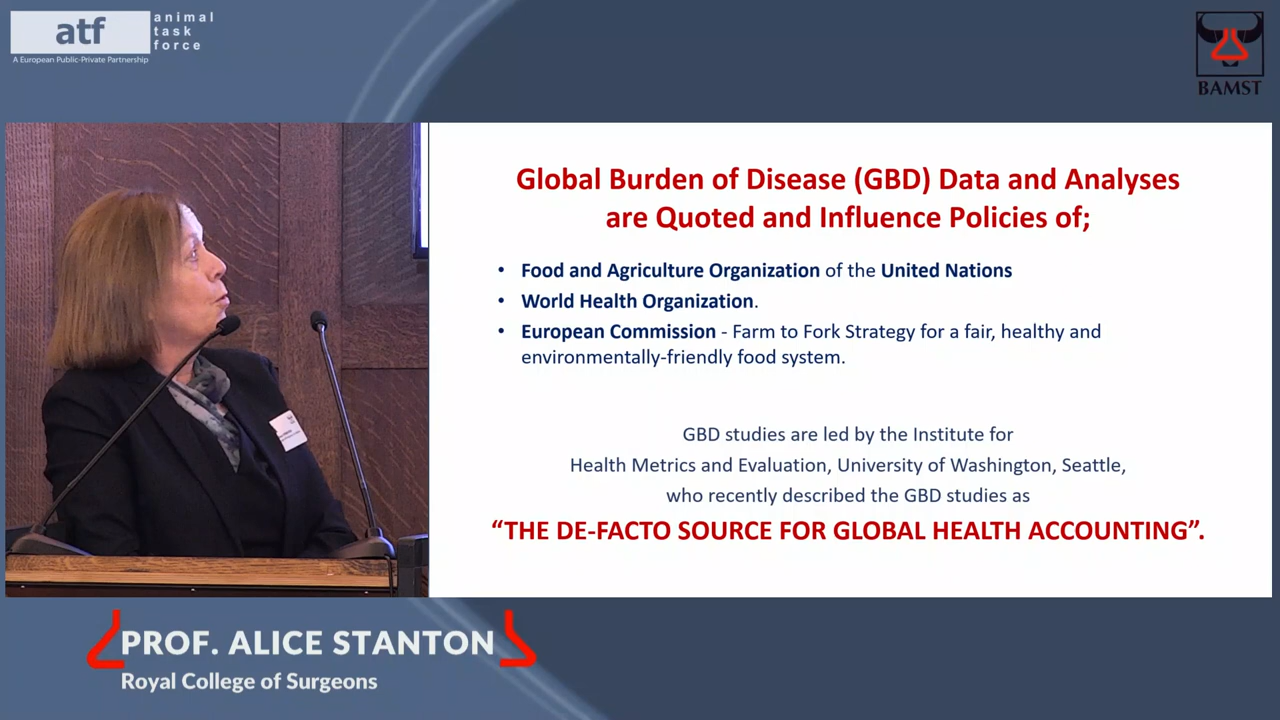 atf
animal
task
force
A European Public-Private Partnership
BAMST
Global Burden of Disease (GBD) Data and Analyses
are Quoted and Influence Policies of;
• Food and Agriculture Organization of the United Nations
• World Health Organization.
• European Commission - Farm to Fork Strategy for a fair, healthy and
environmentally-friendly food system.
GBD studies are led by the Institute for
Health Metrics and Evaluation, University of Washington, Seattle,
who recently described the GBD studies as
“THE DE-FACTO SOURCE FOR GLOBAL HEALTH ACCOUNTING”.
PROF. ALICE STANTON
Royal College of Surgeons